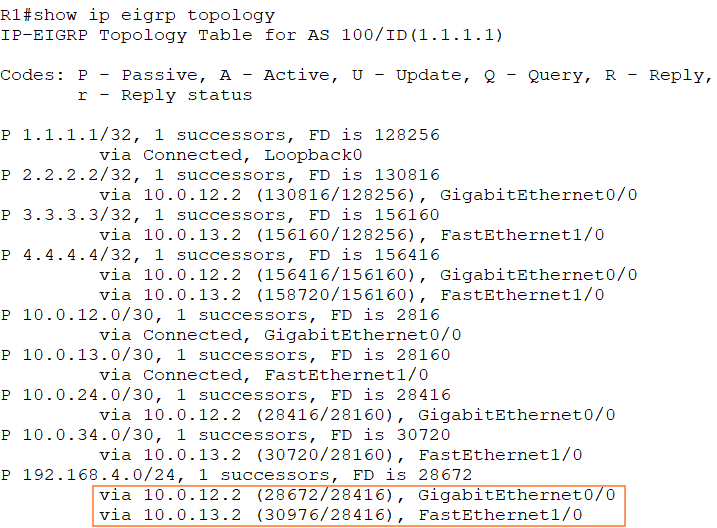 R1#show ip eigrp topology
IP-EIGRP Topology Table for AS 100/ID(1.1.1.1)
Codes: P - Passive, A - Active, U - Update, Q - Query, R - Reply,
r - Reply status
P 1.1.1.1/32, 1 successors, FD is 128256
via Connected, Loopback0
P 2.2.2.2/32, 1 successors, FD is 130816
via 10.0.12.2 (130816/128256), GigabitEthernet0/0
P 3.3.3.3/32, 1 successors, FD is 156160
via 10.0.13.2 (156160/128256), FastEthernet1/0
P 4.4.4.4/32, 1 successors, FD is 156416
via 10.0.12.2 (156416/156160), GigabitEthernet0/0
via 10.0.13.2 (158720/156160), FastEthernet1/0
P 10.0.12.0/30, 1 successors, FD is 2816
via Connected, GigabitEthernet0/0
P 10.0.13.0/30, 1 successors, FD is 28160
via Connected, FastEthernet1/0
P 10.0.24.0/30, 1 successors, FD is 28416
via 10.0.12.2 (28416/28160), GigabitEthernet0/0
P 10.0.34.0/30, 1 successors, FD is 30720
via 10.0.13.2 (30720/28160), FastEthernet1/0
P 192.168.4.0/24, 1 successors, FD is 28672
via 10.0.12.2 (28672/28416), GigabitEthernet0/0
via 10.0.13.2 (30976/28416), FastEthernet1/0